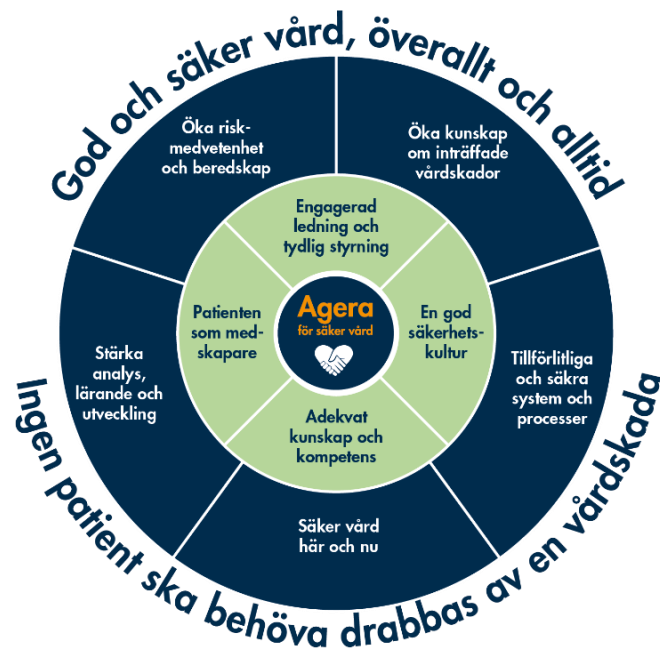 God och säker vård, överallt och alltid
Öka risk-
medvetenhet
och beredskap
Öka kunskap
om inträffade
vårdskador
Engagerad
ledning och
tydlig styrning
Patienten
som med-
skapare
Agera
för säker vård
En god
säkerhets-
kultur
Stärka
analys,
lärande och
utveckling
Tillförlitliga
och säkra
system och
processer
Adekvat
kunskap och
kompetens
Säker vård
här och nu
Ingen patient ska behöva drabbas av en vårdskada